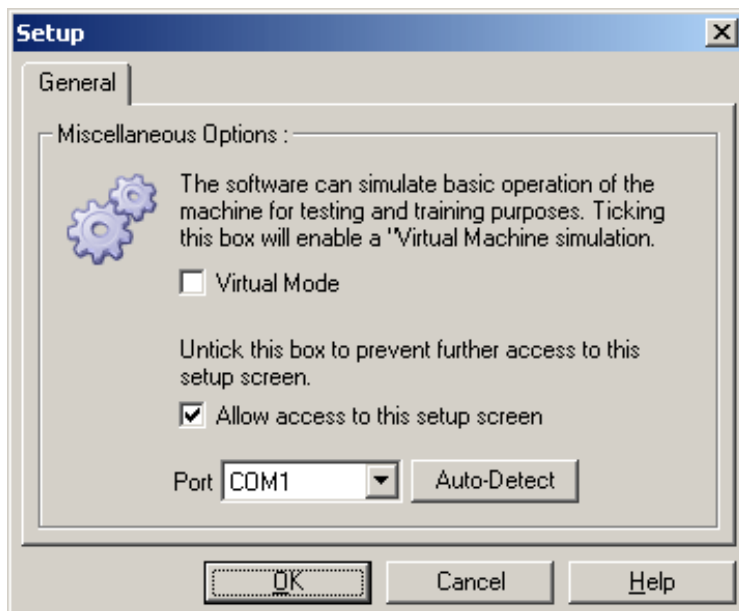 Setup
General
Miscellaneous Options :
The software can simulate basic operation of the
machine for testing and training purposes. Ticking
this box will enable a "Virtual Machine simulation.
Virtual Mode
Untick this box to prevent further access to this
setup screen.
Allow access to this setup screen
Port COM1 Auto-Detect
OK Cancel Help